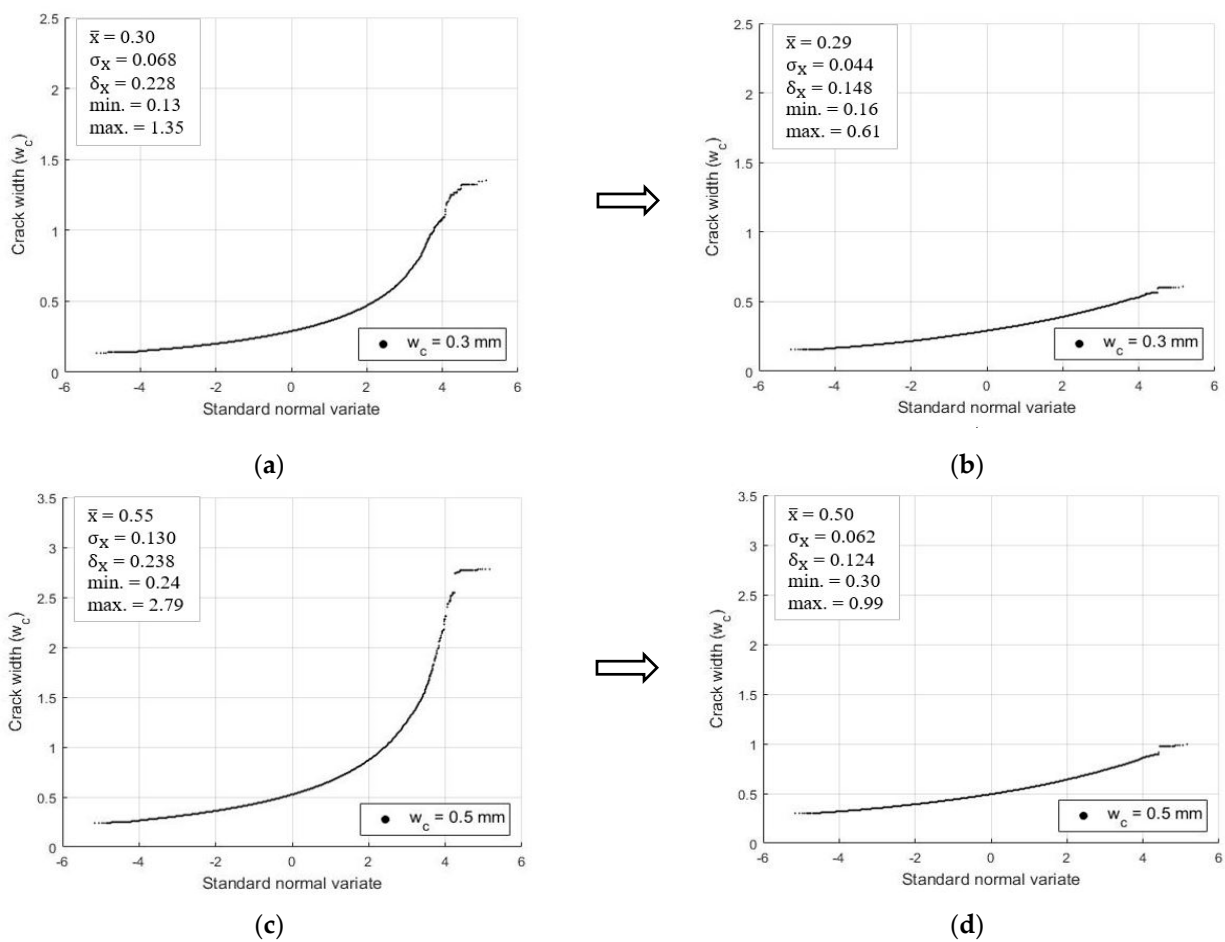 x̄ = 0.30
σx = 0.068
δx = 0.228
min. = 0.13
max. = 1.35
2.5
2
1.5
1
0.5
0
Crack width (w_c)
w_c = 0.3 mm
-6 -4 -2 0 2 4 6
Standard normal variate
(a)
x̄ = 0.29
σx = 0.044
δx = 0.148
min. = 0.16
max. = 0.61
2.5
2
1.5
1
0.5
0
Crack width (w_c)
w_c = 0.3 mm
-6 -4 -2 0 2 4 6
Standard normal variate
(b)
x̄ = 0.55
σx = 0.130
δx = 0.238
min. = 0.24
max. = 2.79
3.5
3
2.5
2
1.5
1
0.5
0
Crack width (w_c)
w_c = 0.5 mm
-6 -4 -2 0 2 4 6
Standard normal variate
(c)
x̄ = 0.50
σx = 0.062
δx = 0.124
min. = 0.30
max. = 0.99
3.5
3
2.5
2
1.5
1
0.5
0
Crack width (w_c)
w_c = 0.5 mm
-6 -4 -2 0 2 4 6
Standard normal variate
(d)